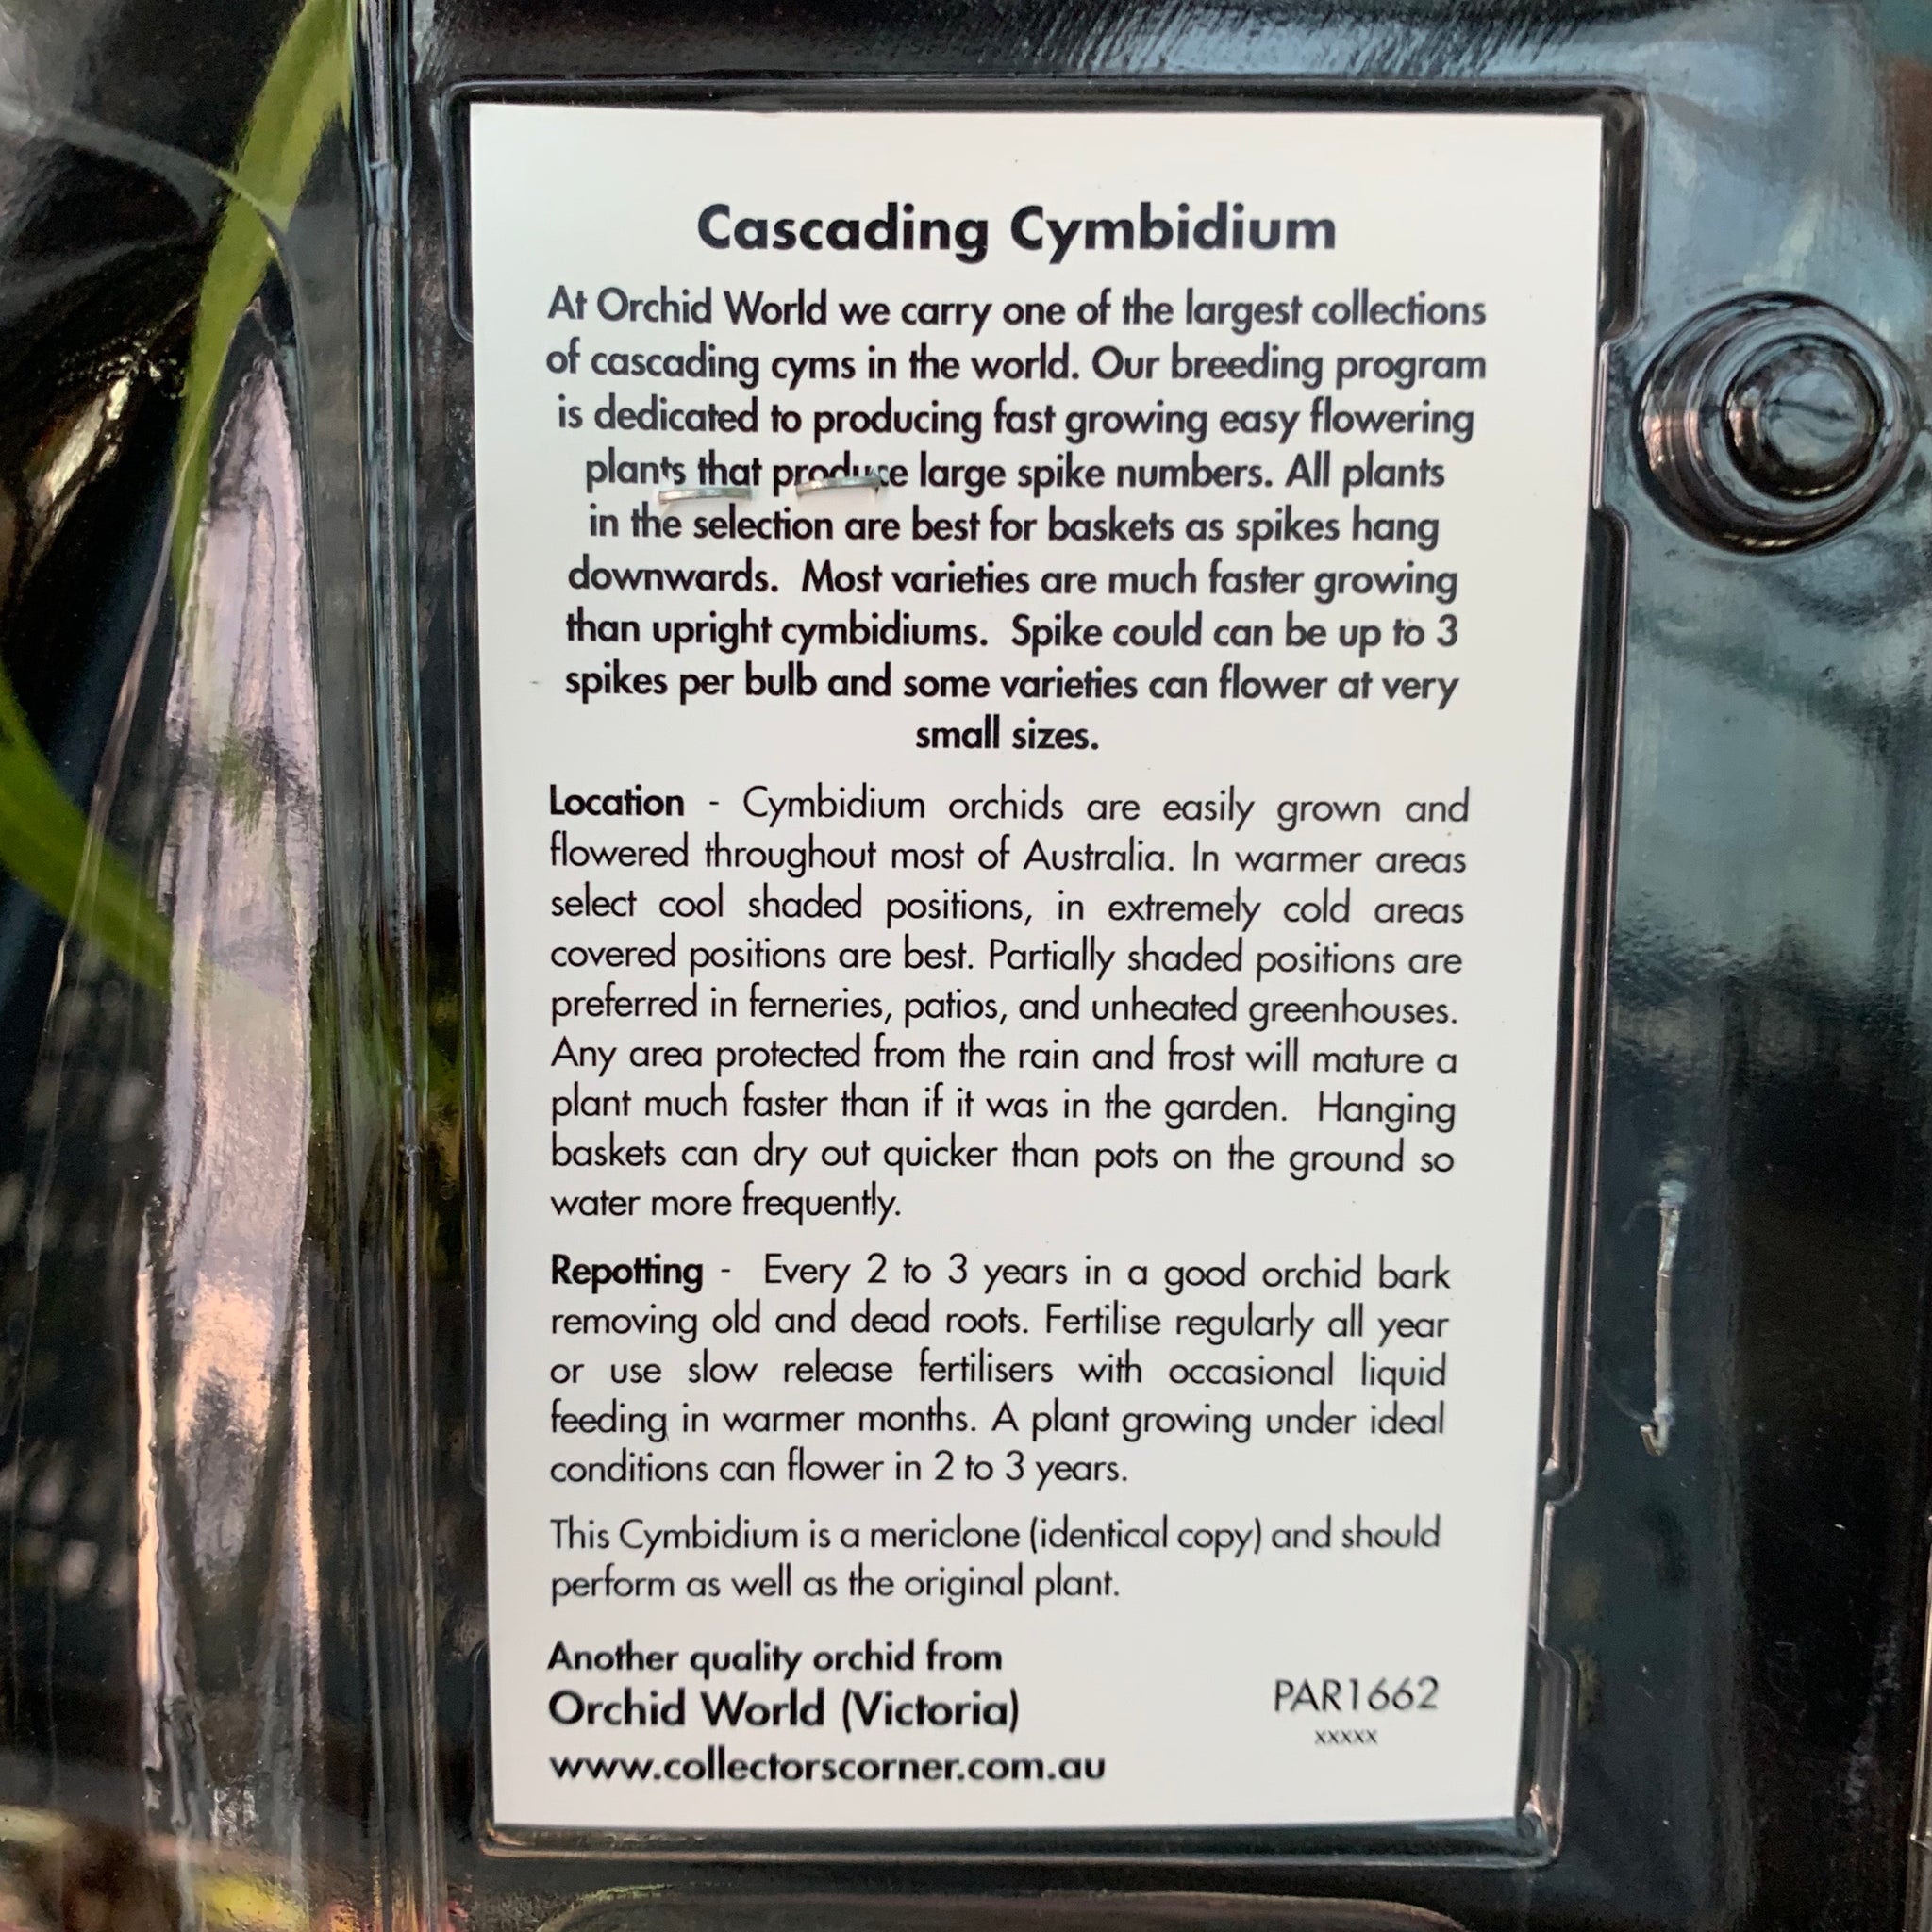 Cascading Cymbidium
At Orchid World we carry one of the largest collections
of cascading cyms in the world. Our breeding program
is dedicated to producing fast growing easy flowering
plants that produce large spike numbers. All plants
in the selection are best for baskets as spikes hang
downwards. Most varieties are much faster growing
than upright cymbidiums. Spike could can be up to 3
spikes per bulb and some varieties can flower at very
small sizes.
Location - Cymbidium orchids are easily grown and
flowered throughout most of Australia. In warmer areas
select cool shaded positions, in extremely cold areas
covered positions are best. Partially shaded positions are
preferred in ferneries, patios, and unheated greenhouses.
Any area protected from the rain and frost will mature a
plant much faster than if it was in the garden. Hanging
baskets can dry out quicker than pots on the ground so
water more frequently.
Repotting - Every 2 to 3 years in a good orchid bark
removing old and dead roots. Fertilise regularly all year
or use slow release fertilisers with occasional liquid
feeding in warmer months. A plant growing under ideal
conditions can flower in 2 to 3 years.
This Cymbidium is a mericlone (identical copy) and should
perform as well as the original plant.
Another quality orchid from
Orchid World (Victoria)
www.collectorscorner.com.au
PAR1662
xxxxx